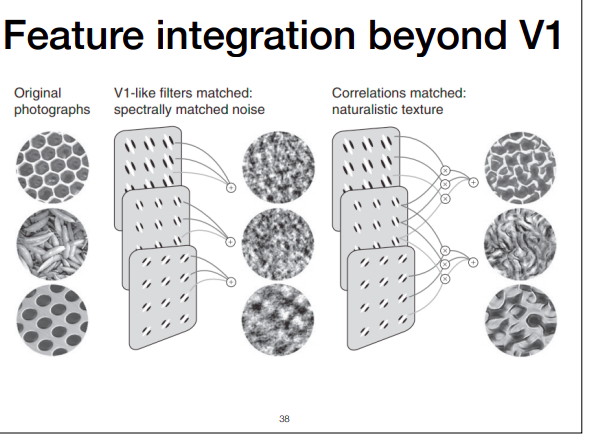 Feature integration beyond V1
Original
photographs
V1-like filters matched:
spectrally matched noise
Correlations matched:
naturalistic texture
38